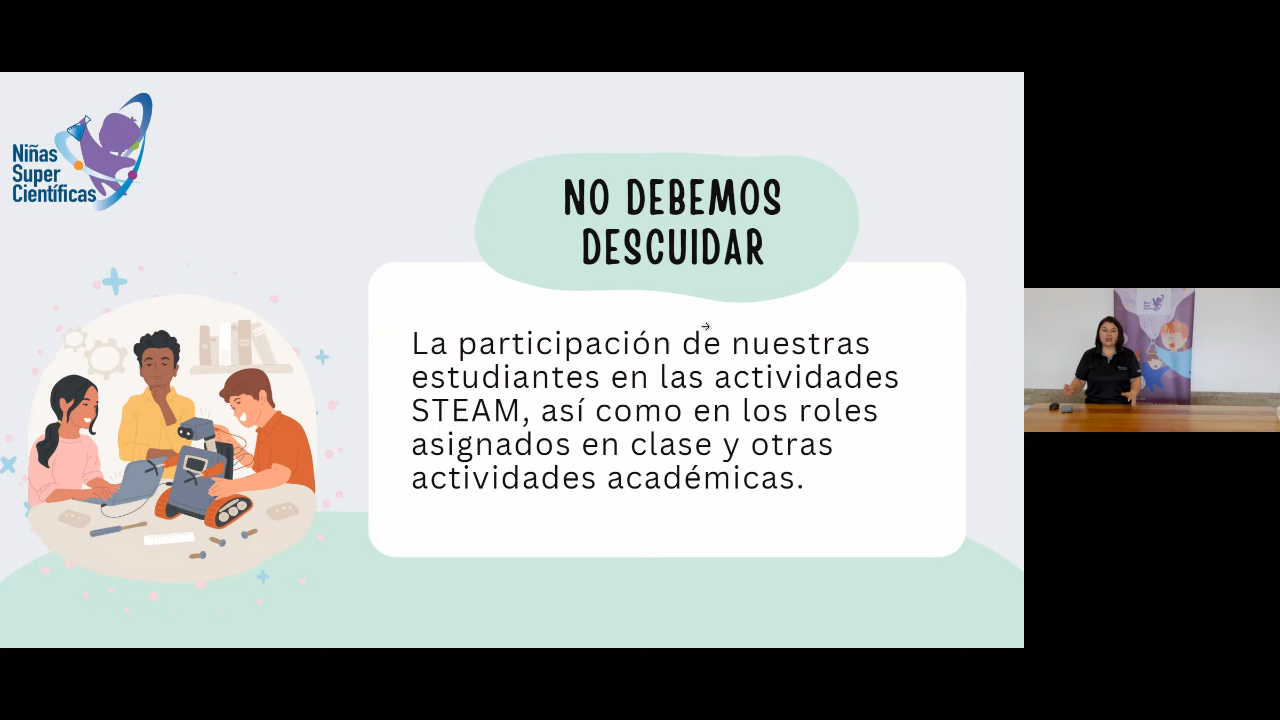 Niñas
Super
Científicas
NO DEBEMOS
DESCUIDAR
La participación de nuestras
estudiantes en las actividades
STEAM, así como en los roles
asignados en clase y otras
actividades académicas.